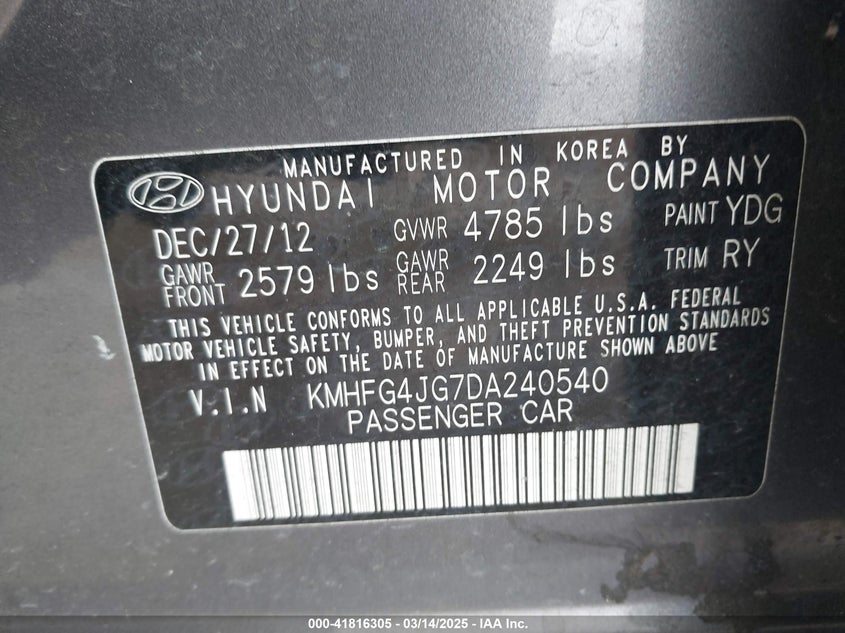 MANUFACTURED IN KOREA BY
HYUNDAI MOTOR COMPANY
DEC/27/12 GVWR 4785 lbs PAINT YDG
GAWR FRONT 2579 lbs GAWR REAR 2249 lbs TRIM RY
THIS VEHICLE CONFORMS TO ALL APPLICABLE U.S.A. FEDERAL
MOTOR VEHICLE SAFETY, BUMPER, AND THEFT PREVENTION STANDARDS
IN EFFECT ON THE DATE OF MANUFACTURE SHOWN ABOVE
V.I.N KMHFG4JG7DA240540
PASSENGER CAR
000-41816305 - 03/14/2025 - IAA Inc.